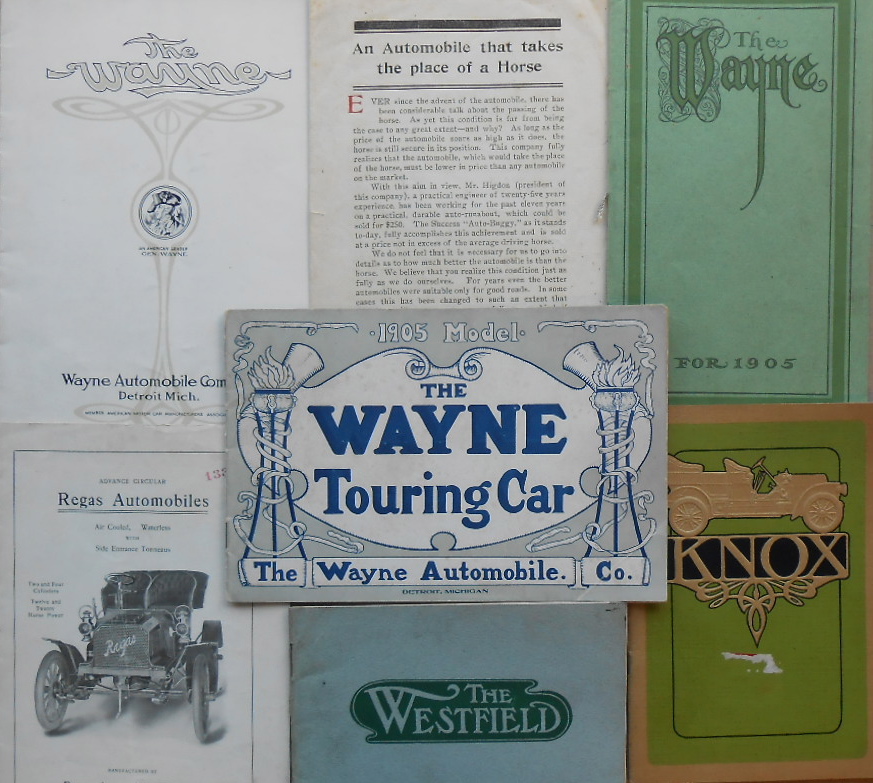 The
Wayne
AN AMERICAN LEADER
GEN. WAYNE.
Wayne Automobile Com
Detroit Mich.
MEMBER AMERICAN MOTOR CAR MANUFACTURERS ASSOCIA
An Automobile that takes
the place of a Horse
EVER since the advent of the automobile, there has
been considerable talk about the passing of the
horse. As yet this condition is far from being
the case to any great extent—and why? As long as the
price of the automobile soars as high as it does, the
horse is still secure in its position. This company fully
realizes that the automobile, which would take the place
of the horse, must be lower in price than any automobile
on the market.
With this aim in view, Mr. Higdon (president of
this company), a practical engineer of twenty-five years
experience, has been working for the past eleven years
on a practical, durable auto-runabout, which could be
sold for $250. The Success "Auto-Buggy," as it stands
to-day, fully accomplishes this achievement and is sold
at a price not in excess of the average driving horse.
We do not feel that it is necessary for us to go into
details as to how much better the automobile is than the
horse. We believe that you realize this condition just as
fully as we do ourselves. For years even the better
automobiles were suitable only for good roads. In some
cases this has been changed to such an extent that
The
Wayne
FOR 1905
·1905 Model·
THE
WAYNE
Touring Car
The Wayne Automobile. Co.
DETROIT, MICHIGAN
ADVANCE CIRCULAR
Regas Automobiles
Air Cooled, Waterless
WITH
Side Entrance Tonneaus
Two and Four
Cylinders
Twelve and
Twenty
Horse Power
Regas
MANUFACTURED BY
THE
WESTFIELD
KNOX